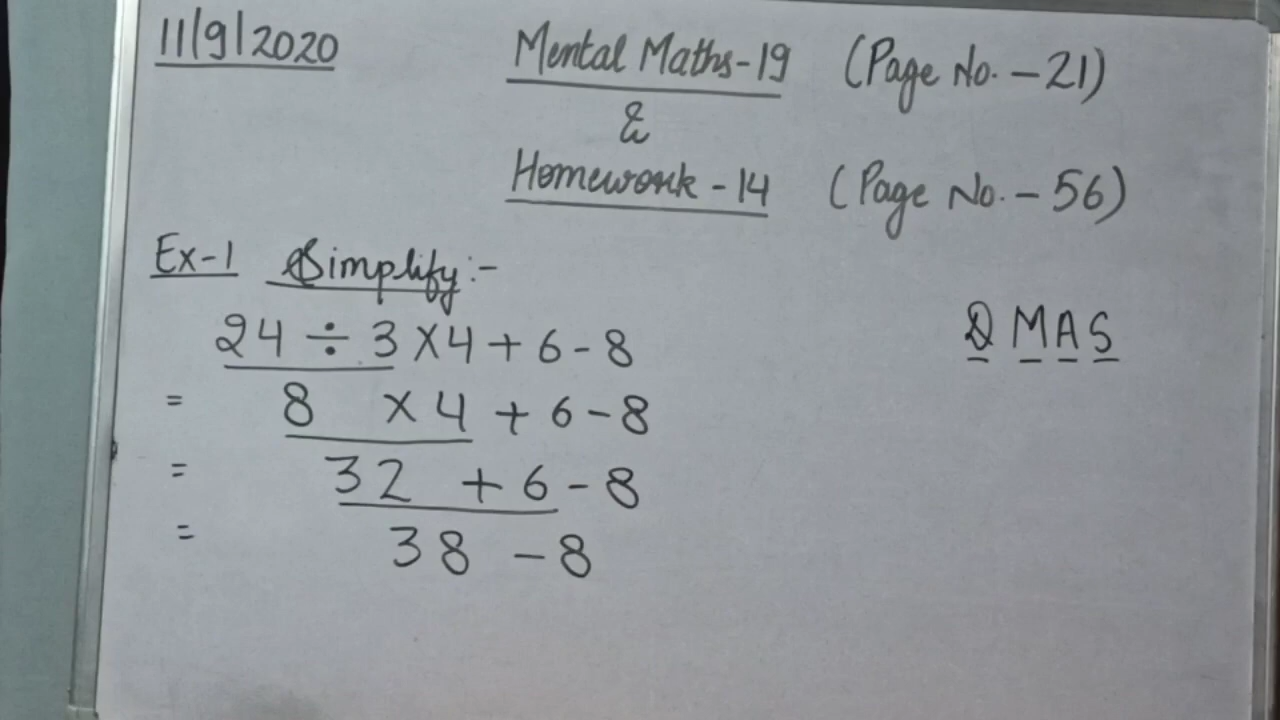 11/9/2020 Mental Maths-19 (Page No. - 21)
&
Homework - 14 (Page No. - 56)
Ex-1 Simplify:-
24 ÷ 3 × 4 + 6 - 8 DMAS
= 8 × 4 + 6 - 8
= 32 + 6 - 8
= 38 - 8